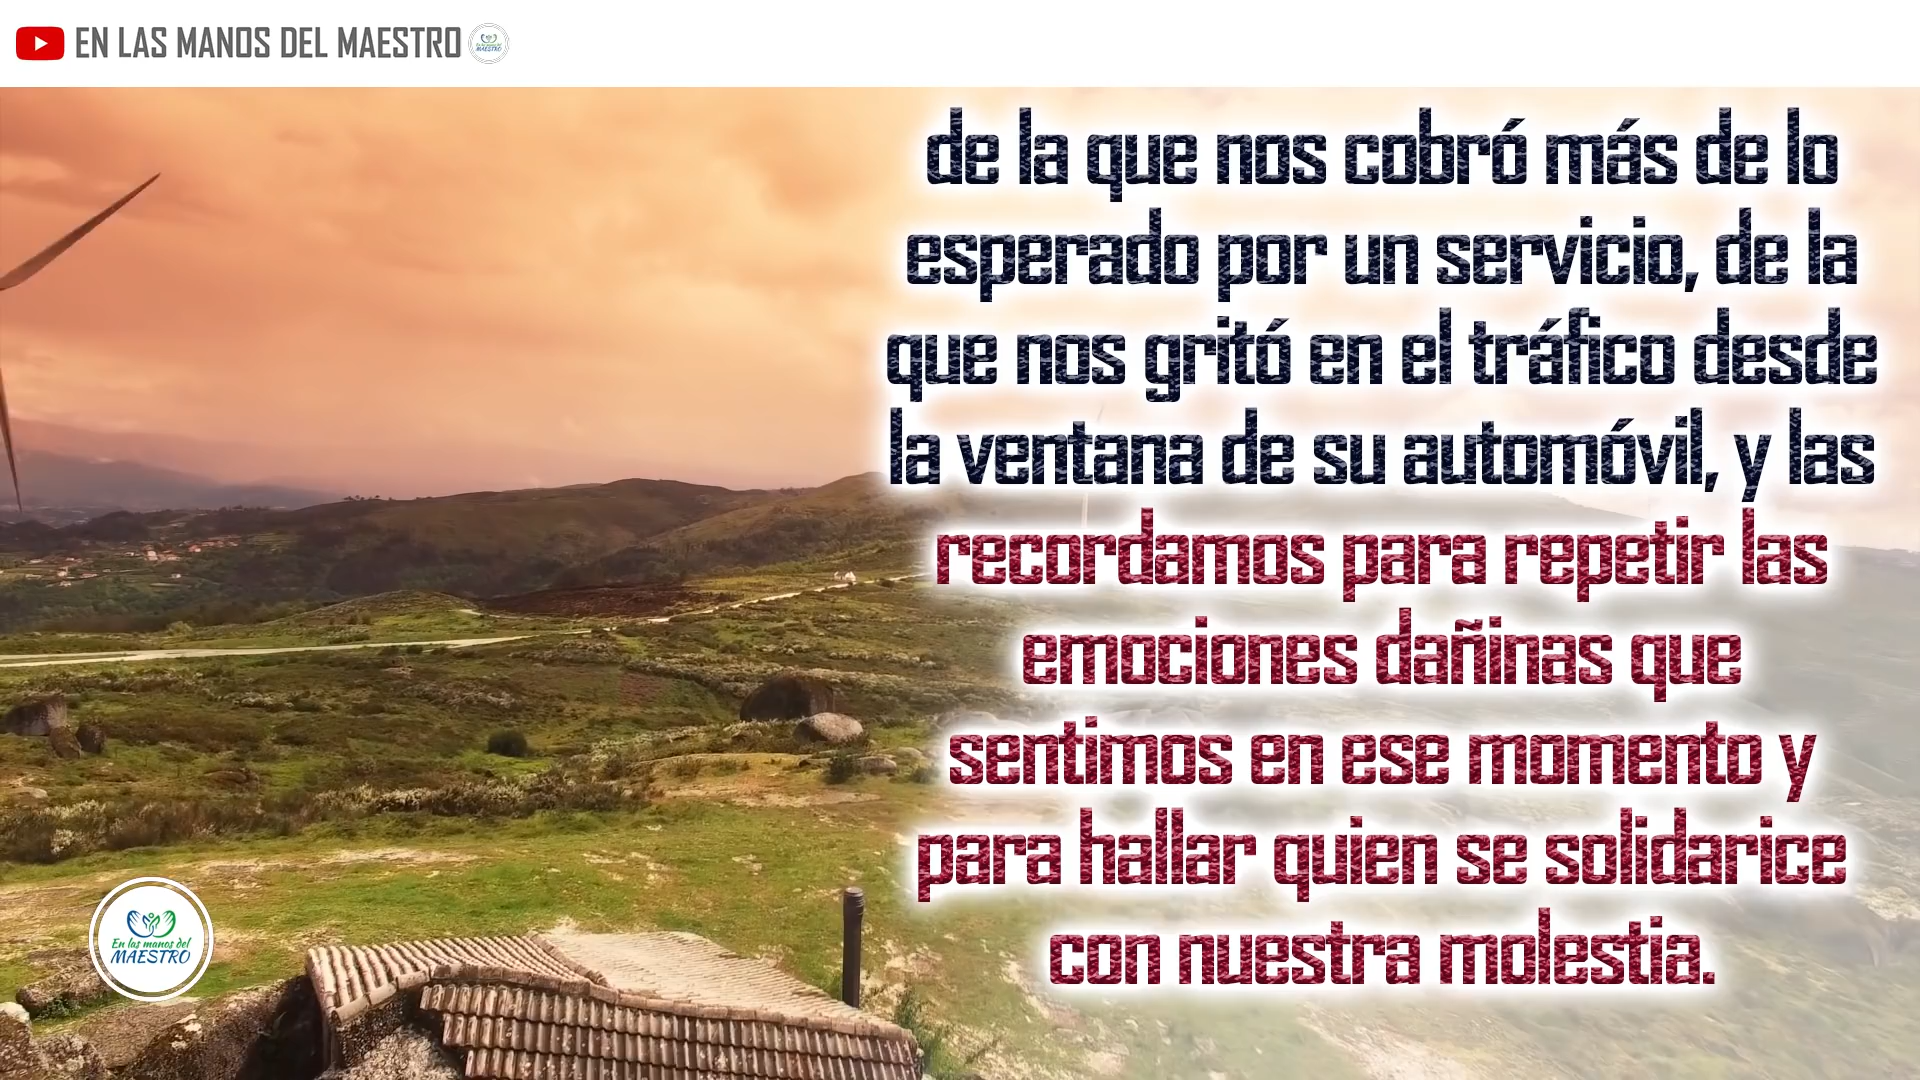 EN LAS MANOS DEL MAESTRO
de la que nos cobró más de lo
esperado por un servicio, de la
que nos gritó en el tráfico desde
la ventana de su automóvil, y las
recordamos para repetir las
emociones dañinas que
sentimos en ese momento y
para hallar quien se solidarice
con nuestra molestia.
En las manos del
MAESTRO